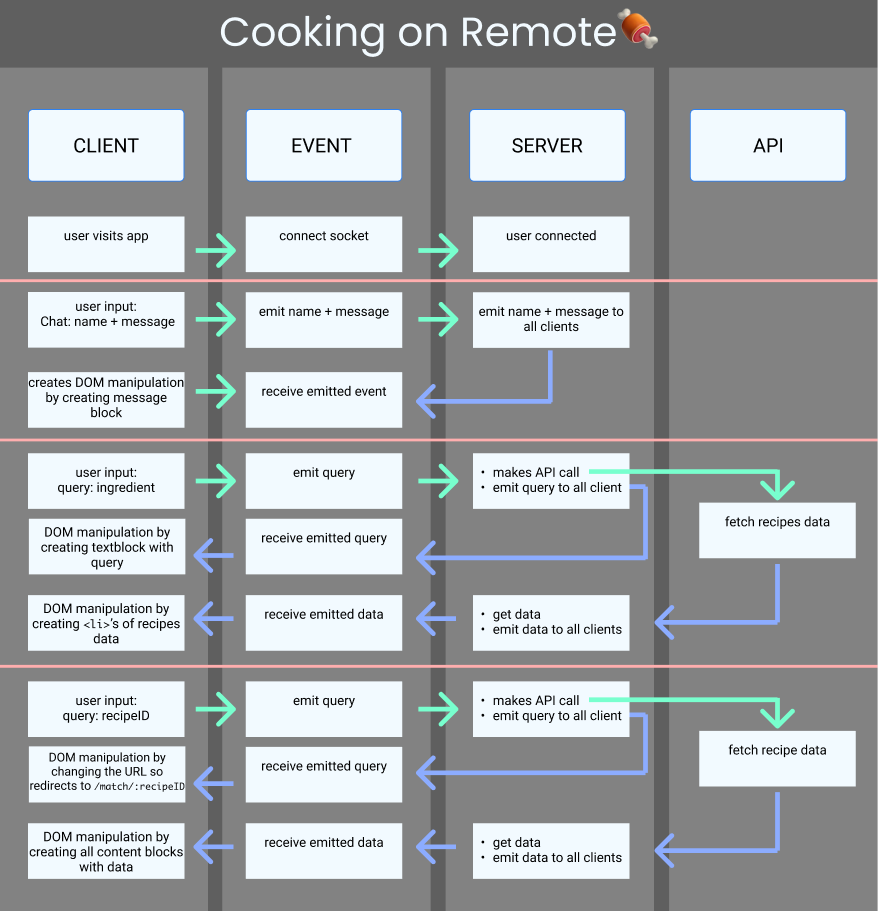 Cooking on Remote
CLIENT
EVENT
SERVER
API
user visits app
connect socket
user connected
user input:
Chat: name + message
emit name + message
emit name + message to
all clients
creates DOM manipulation
by creating message
block
receive emitted event
user input:
query: ingredient
emit query
• makes API call
• emit query to all client
fetch recipes data
DOM manipulation by
creating textblock with
query
receive emitted query
DOM manipulation by
creating <li>'s of recipes
data
receive emitted data
• get data
• emit data to all clients
user input:
query: recipeID
emit query
• makes API call
• emit query to all client
fetch recipe data
DOM manipulation by
changing the URL so
redirects to /match/:recipeID
receive emitted query
DOM manipulation by
creating all content blocks
with data
receive emitted data
• get data
• emit data to all clients